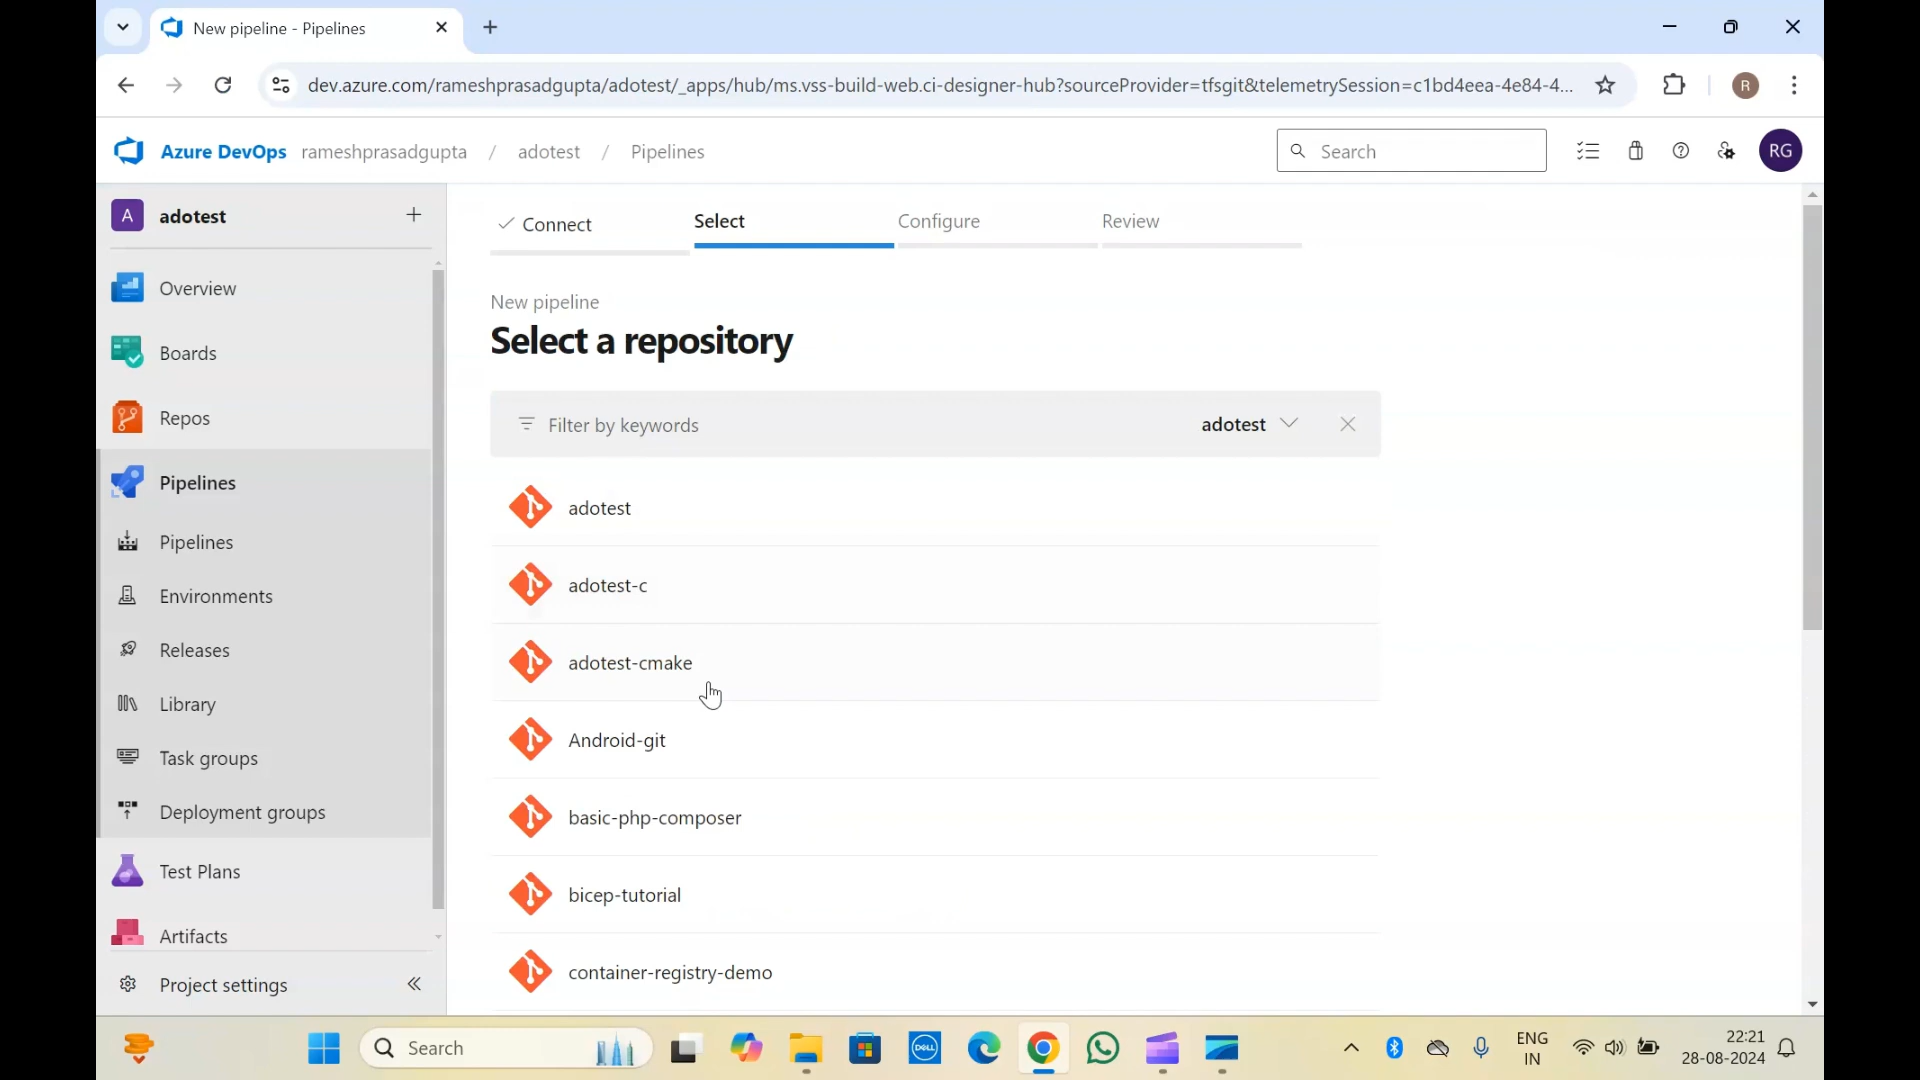 New pipeline - Pipelines
dev.azure.com/rameshprasadgupta/adotest/_apps/hub/ms.vss-build-web.ci-designer-hub?sourceProvider=tfsgit&telemetrySession=c1bd4eea-4e84-4...
R
Azure DevOps rameshprasadgupta / adotest / Pipelines
Search
RG
A adotest
Overview
Boards
Repos
Pipelines
Pipelines
Environments
Releases
Library
Task groups
Deployment groups
Test Plans
Artifacts
Project settings
Connect Select Configure Review
New pipeline
Select a repository
Filter by keywords adotest
adotest
adotest-c
adotest-cmake
Android-git
basic-php-composer
bicep-tutorial
container-registry-demo
Search
DELL
ENG
IN
22:21
28-08-2024